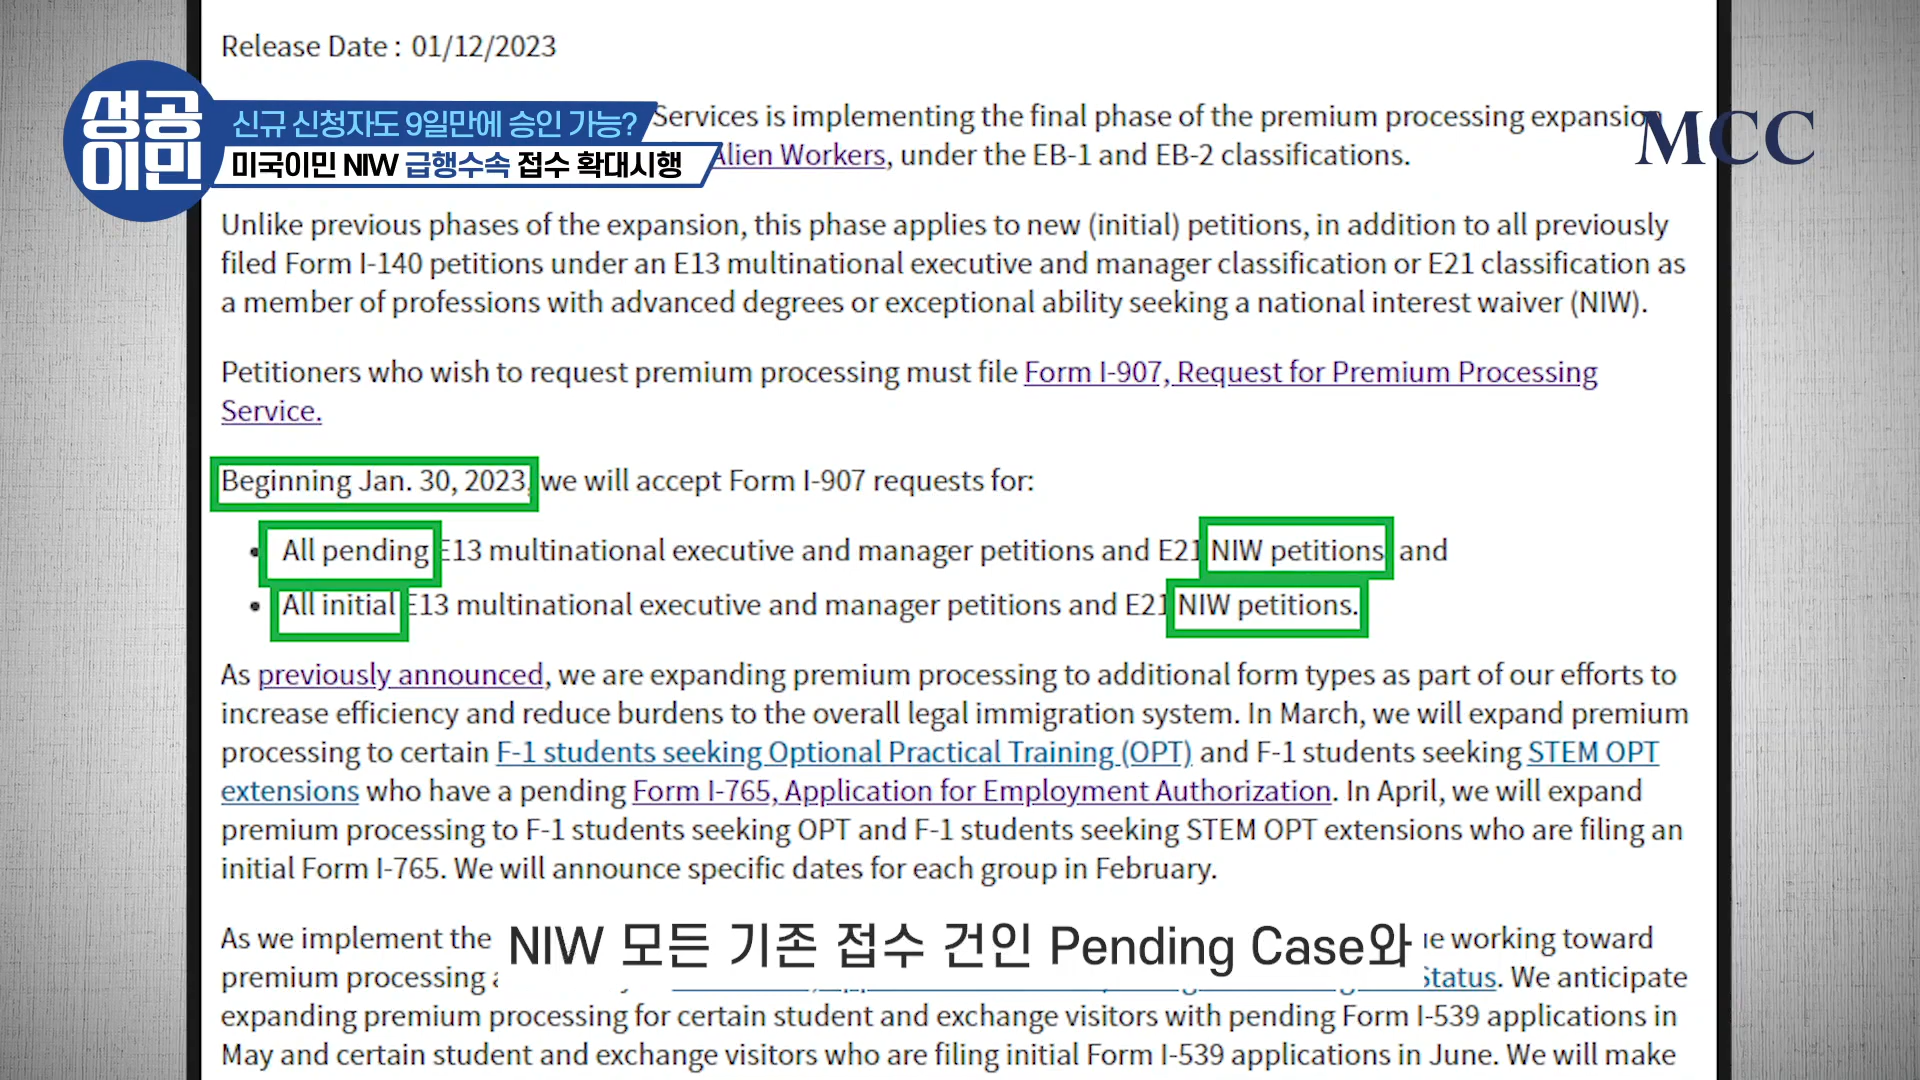 Release Date : 01/12/2023
성공
이민
신규 신청자도 9일만에 승인 가능?
미국이민 NIW 급행수속 접수 확대시행
MCC
Services is implementing the final phase of the premium processing expansion
Alien Workers, under the EB-1 and EB-2 classifications.
Unlike previous phases of the expansion, this phase applies to new (initial) petitions, in addition to all previously
filed Form I-140 petitions under an E13 multinational executive and manager classification or E21 classification as
a member of professions with advanced degrees or exceptional ability seeking a national interest waiver (NIW).
Petitioners who wish to request premium processing must file Form I-907, Request for Premium Processing
Service.
Beginning Jan. 30, 2023, we will accept Form I-907 requests for:
• All pending E13 multinational executive and manager petitions and E21 NIW petitions and
• All initial E13 multinational executive and manager petitions and E21 NIW petitions.
As previously announced, we are expanding premium processing to additional form types as part of our efforts to
increase efficiency and reduce burdens to the overall legal immigration system. In March, we will expand premium
processing to certain F-1 students seeking Optional Practical Training (OPT) and F-1 students seeking STEM OPT
extensions who have a pending Form I-765, Application for Employment Authorization. In April, we will expand
premium processing to F-1 students seeking OPT and F-1 students seeking STEM OPT extensions who are filing an
initial Form I-765. We will announce specific dates for each group in February.
As we implement the working toward
premium processing Status. We anticipate
NIW 모든 기존 접수 건인 Pending Case와
expanding premium processing for certain student and exchange visitors with pending Form I-539 applications in
May and certain student and exchange visitors who are filing initial Form I-539 applications in June. We will make